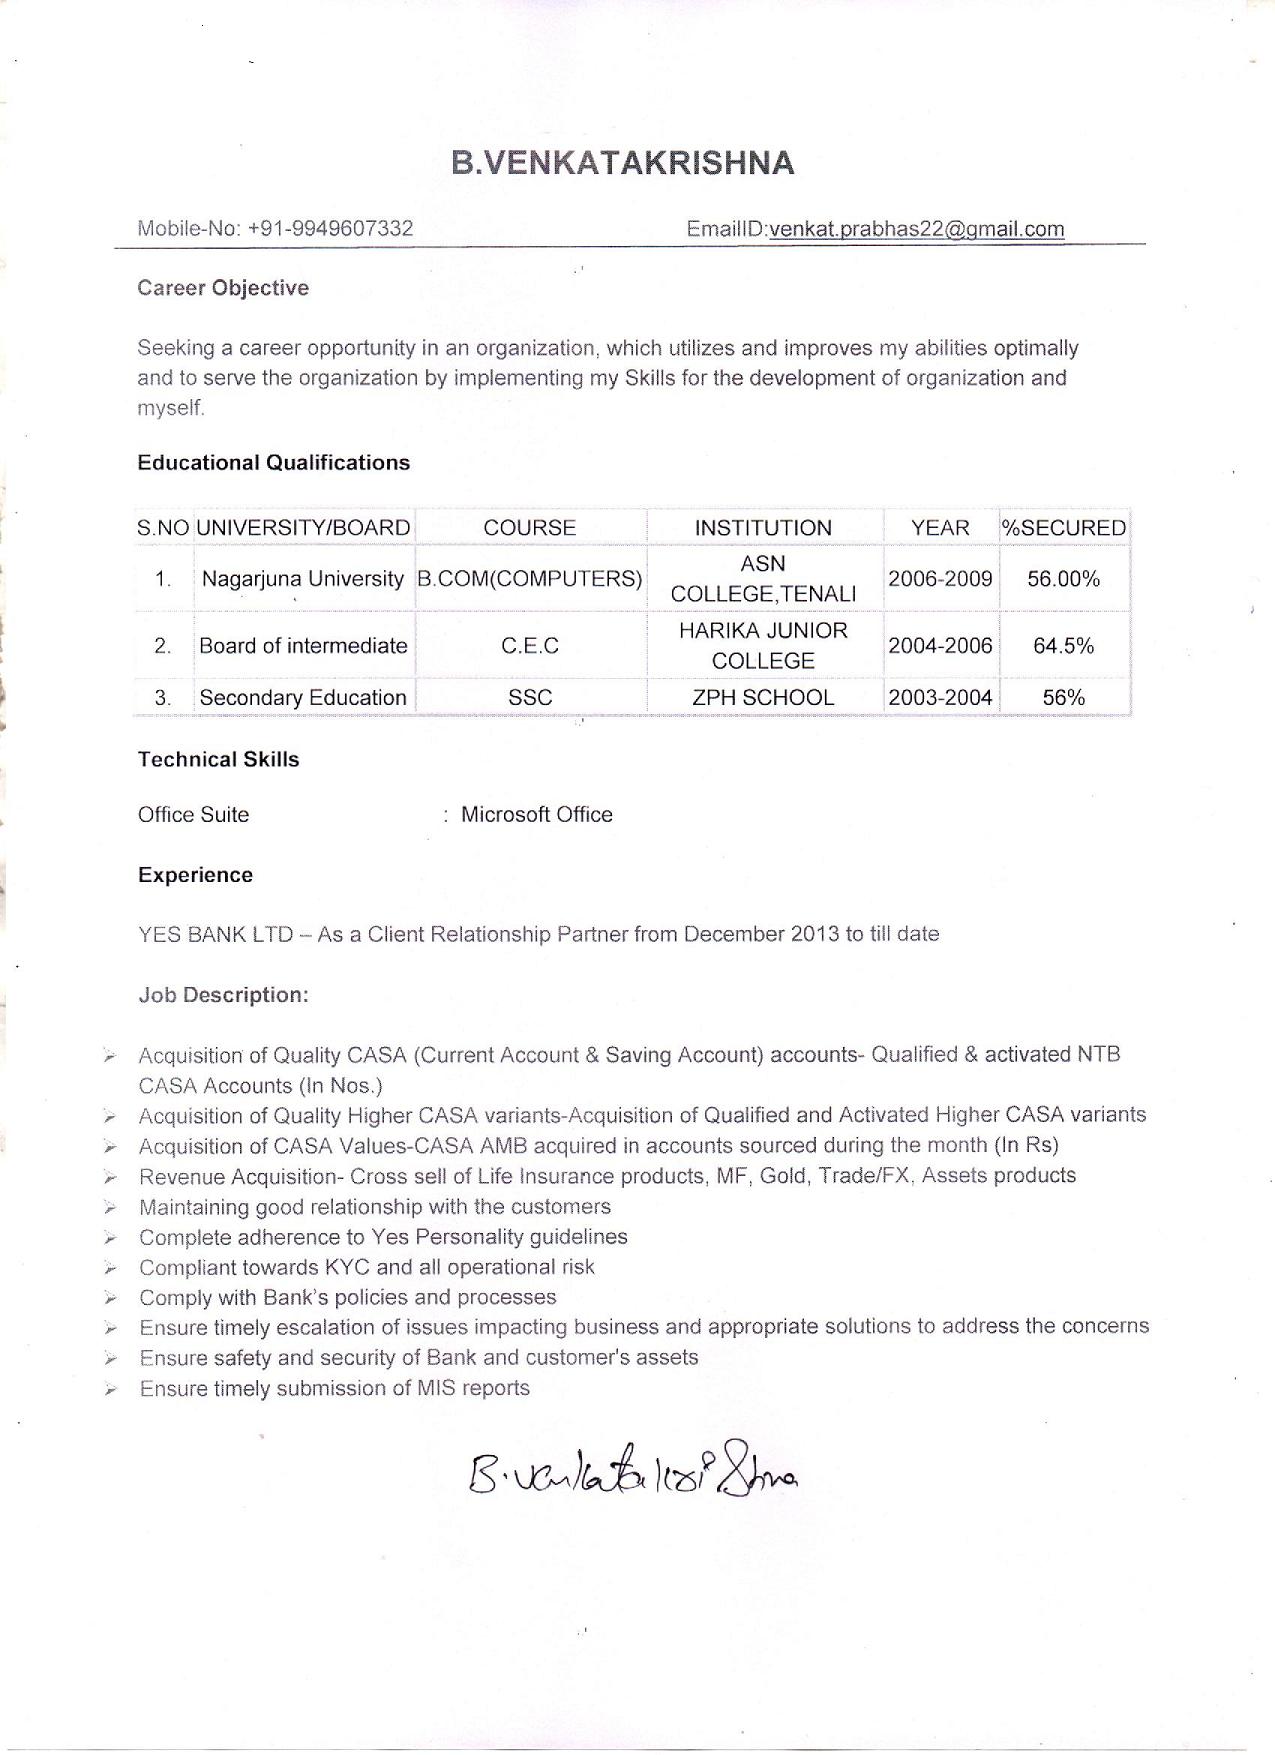 B.VENKATAKRISHNA
Mobile-No: +91-9949607332 EmailID:venkat.prabhas22@gmail.com
Career Objective
Seeking a career opportunity in an organization, which utilizes and improves my abilities optimally
and to serve the organization by implementing my Skills for the development of organization and
myself.
Educational Qualifications
S.NO UNIVERSITY/BOARD COURSE INSTITUTION YEAR %SECURED
1. Nagarjuna University B.COM(COMPUTERS) ASN COLLEGE,TENALI 2006-2009 56.00%
2. Board of intermediate C.E.C HARIKA JUNIOR COLLEGE 2004-2006 64.5%
3. Secondary Education SSC ZPH SCHOOL 2003-2004 56%
Technical Skills
Office Suite : Microsoft Office
Experience
YES BANK LTD – As a Client Relationship Partner from December 2013 to till date
Job Description:
➢ Acquisition of Quality CASA (Current Account & Saving Account) accounts- Qualified & activated NTB
CASA Accounts (In Nos.)
➢ Acquisition of Quality Higher CASA variants-Acquisition of Qualified and Activated Higher CASA variants
➢ Acquisition of CASA Values-CASA AMB acquired in accounts sourced during the month (In Rs)
➢ Revenue Acquisition- Cross sell of Life Insurance products, MF, Gold, Trade/FX, Assets products
➢ Maintaining good relationship with the customers
➢ Complete adherence to Yes Personality guidelines
➢ Compliant towards KYC and all operational risk
➢ Comply with Bank's policies and processes
➢ Ensure timely escalation of issues impacting business and appropriate solutions to address the concerns
➢ Ensure safety and security of Bank and customer's assets
➢ Ensure timely submission of MIS reports
B.Venkatakrishna